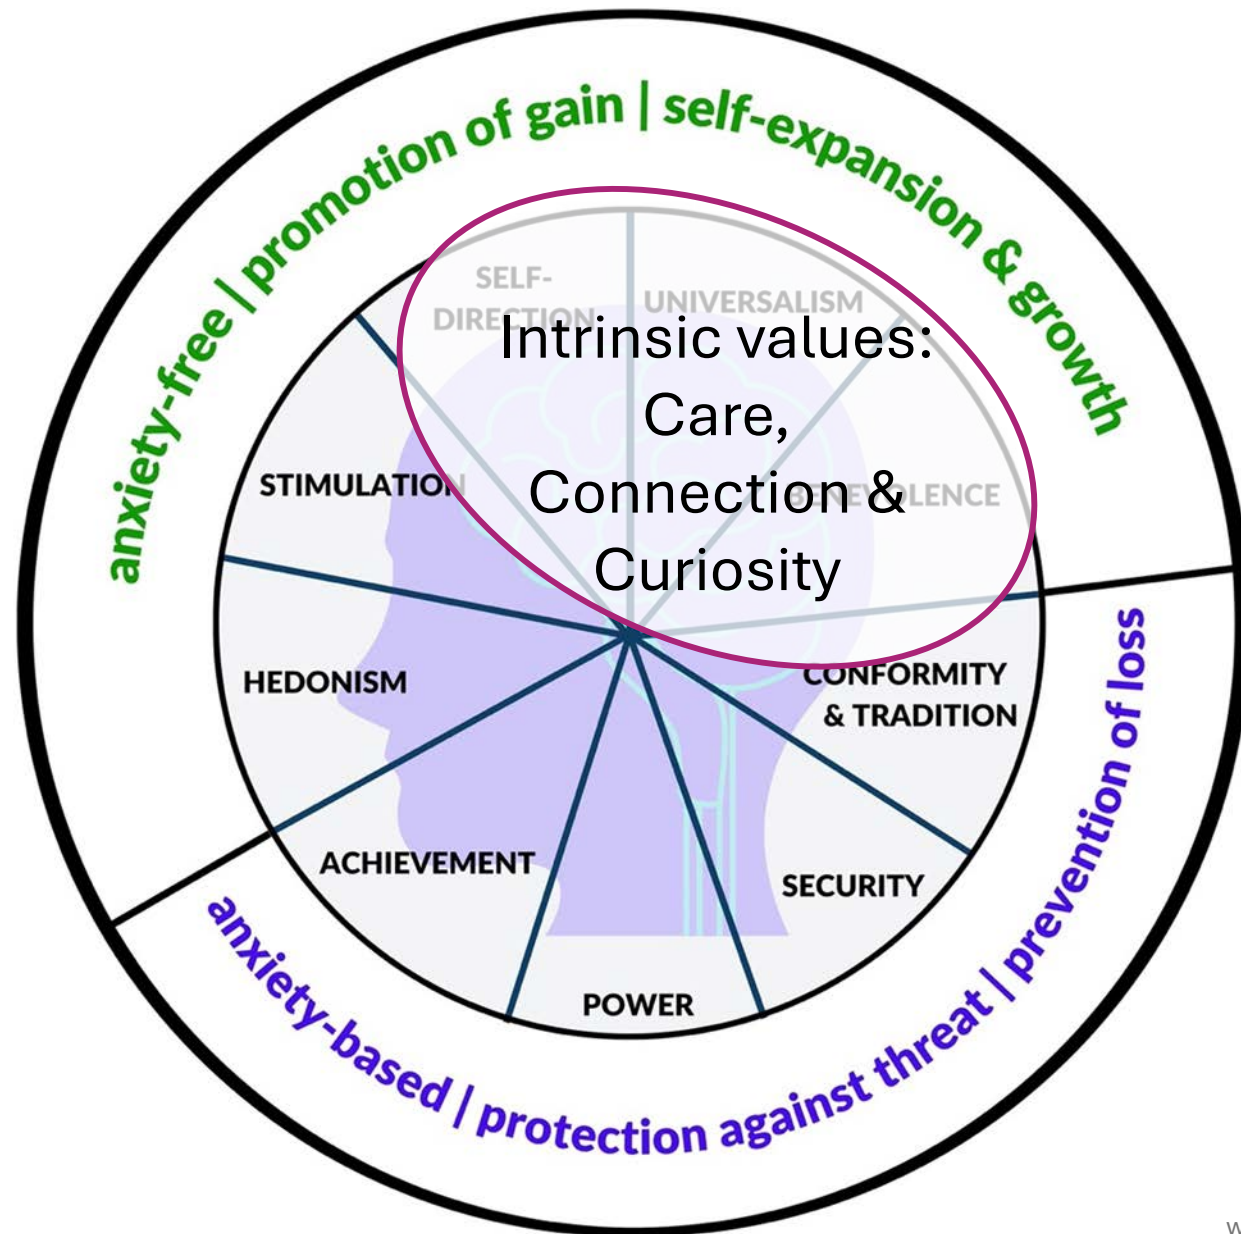 anxiety-free | promotion of gain | self-expansion & growth
SELF-
DIRECTION
UNIVERSALISM
Intrinsic values:
Care,
Connection &
Curiosity
STIMULATION
BENEVOLENCE
HEDONISM
CONFORMITY
& TRADITION
ACHIEVEMENT
SECURITY
POWER
anxiety-based | protection against threat | prevention of loss
w